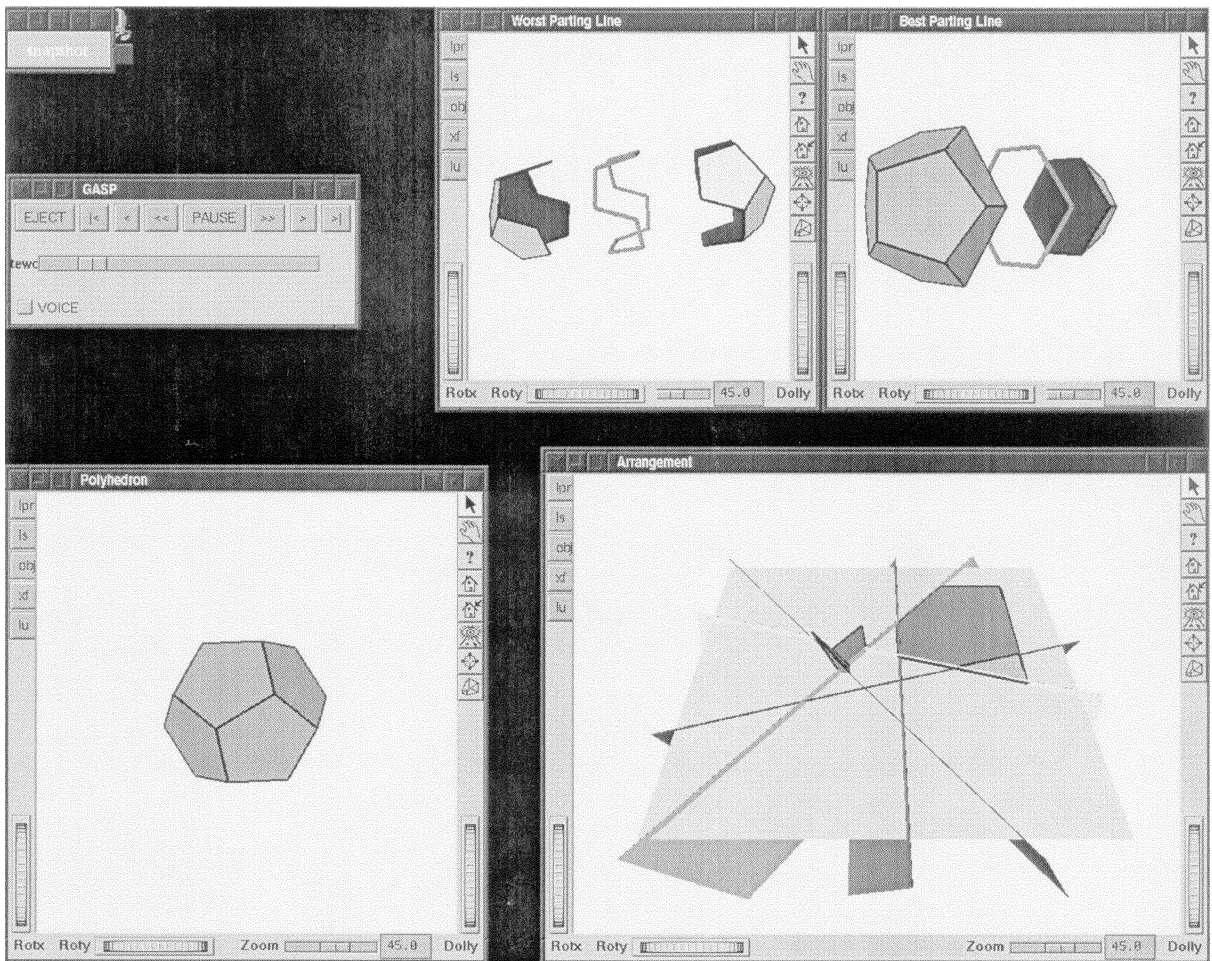 snapshot
GASP
EJECT |< < << PAUSE >> > >|
VOICE
Worst Parting Line
lpr
ls
obj
xf
lu
?
Rotx Roty 45.0 Dolly
Best Parting Line
lpr
ls
obj
xf
lu
?
Rotx Roty 45.0 Dolly
Polyhedron
lpr
ls
obj
xf
lu
?
Rotx Roty Zoom 45.0 Dolly
Arrangement
lpr
ls
obj
xf
lu
?
Rotx Roty Zoom 45.0 Dolly